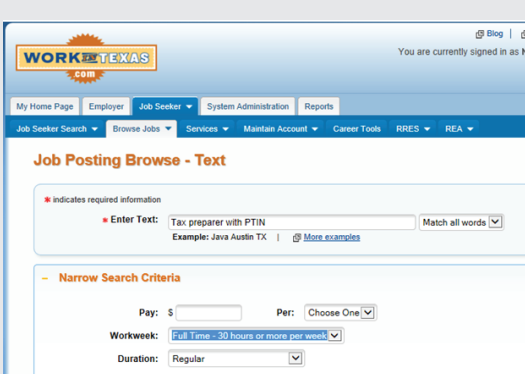 Blog |
You are currently signed in as
WORK IN TEXAS
.com
My Home Page Employer Job Seeker System Administration Reports
Job Seeker Search Browse Jobs Services Maintain Account Career Tools RRES REA
Job Posting Browse - Text
* indicates required information
* Enter Text: Tax preparer with PTIN Match all words
Example: Java Austin TX | More examples
– Narrow Search Criteria
Pay: $ Per: Choose One
Workweek: Full Time - 30 hours or more per week
Duration: Regular